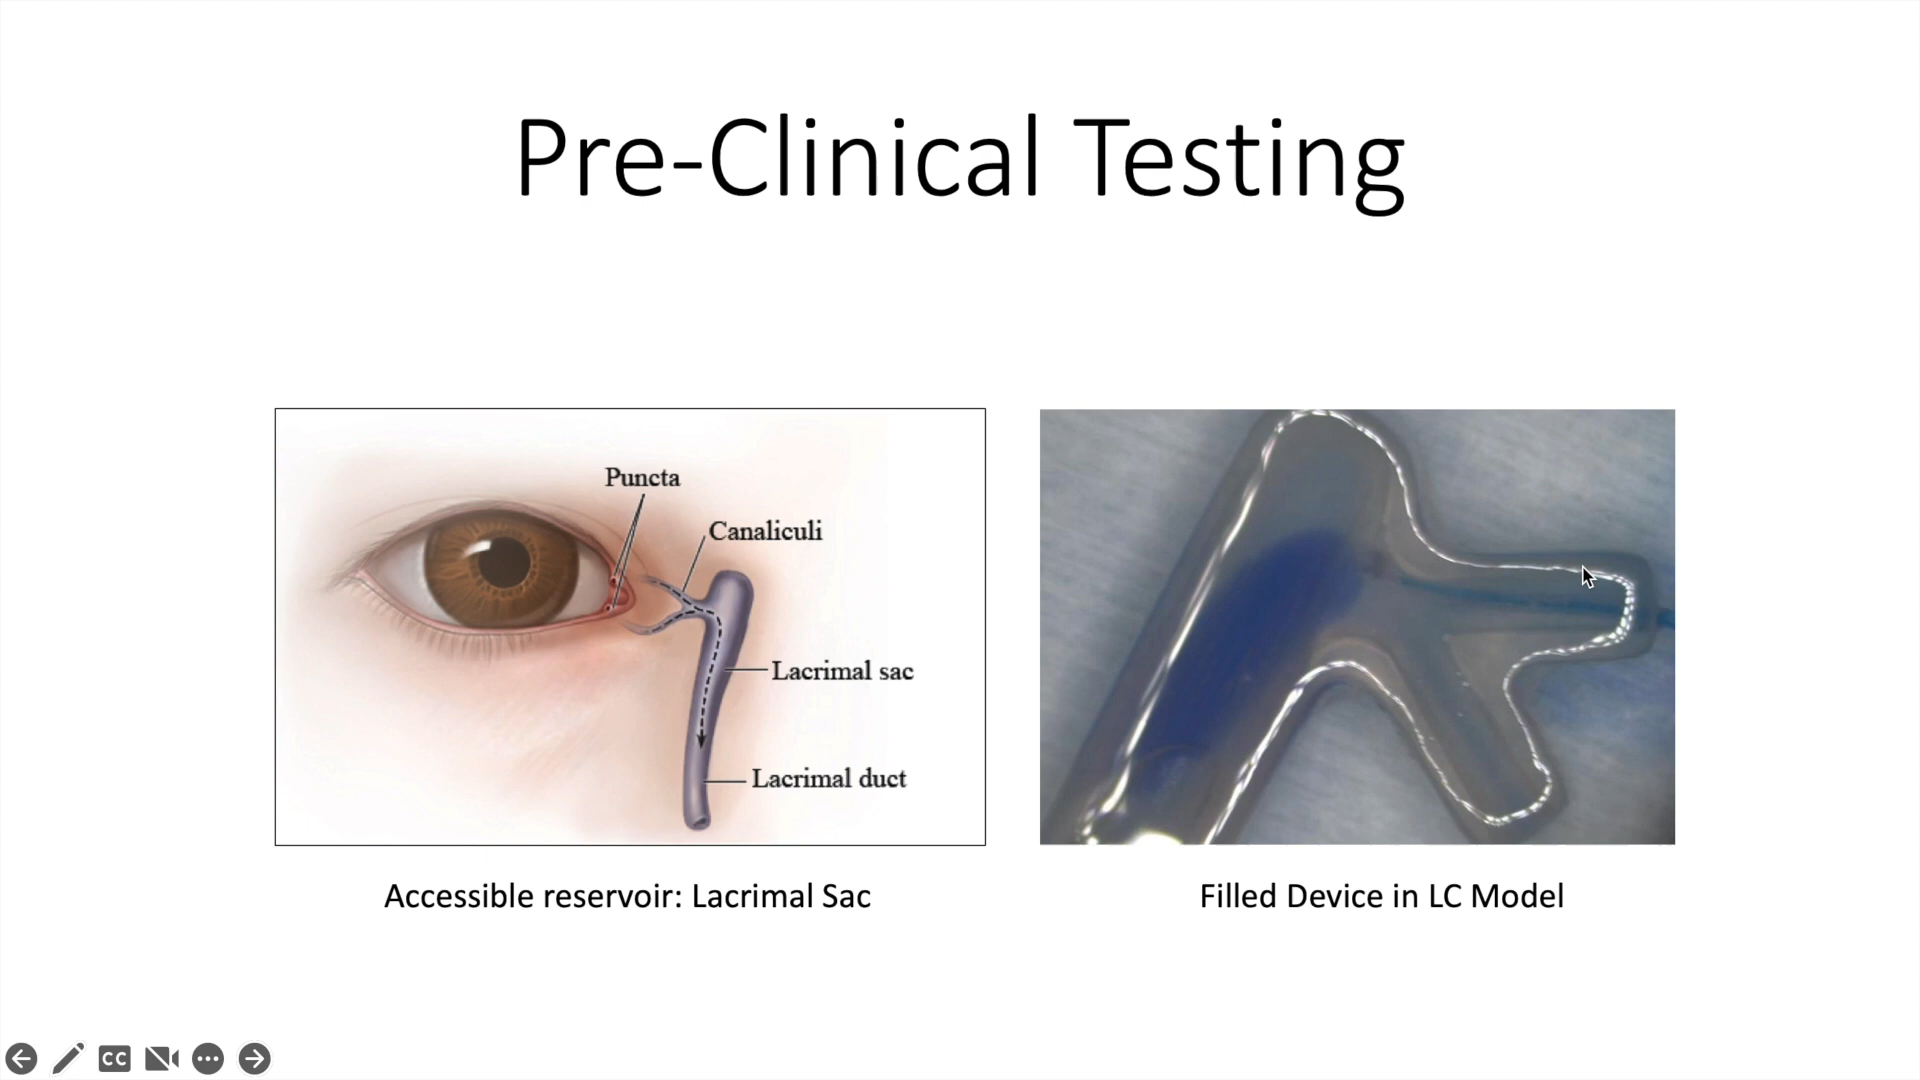 Pre-Clinical Testing
Puncta
Canaliculi
Lacrimal sac
Lacrimal duct
Accessible reservoir: Lacrimal Sac
Filled Device in LC Model
CC